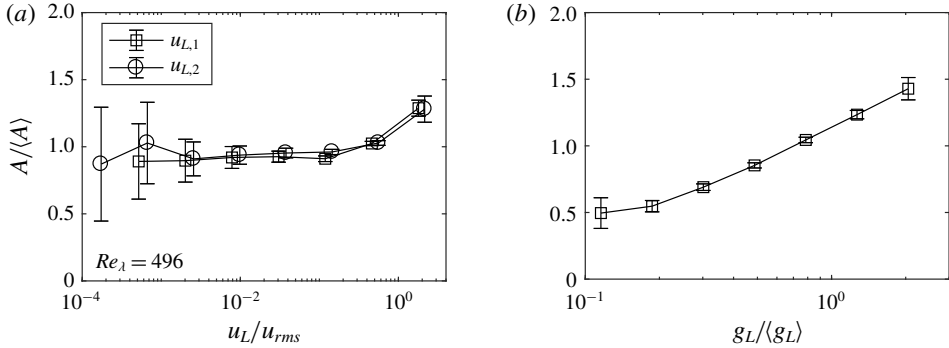 (a)
2.0
1.5
1.0
0.5
0
A/⟨A⟩
u_{L,1}
u_{L,2}
Re_λ = 496
10^{-4} 10^{-2} 10^{0}
u_L/u_{rms}
(b)
2.0
1.5
1.0
0.5
0
10^{-1} 10^{0}
g_L/⟨g_L⟩